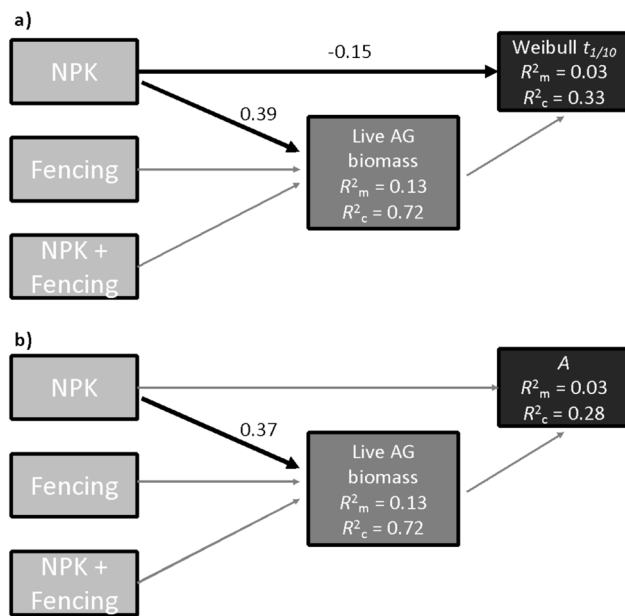 a)
NPK
-0.15
Weibull t1/10
R²m = 0.03
R²c = 0.33
0.39
Fencing
Live AG
biomass
R²m = 0.13
R²c = 0.72
NPK +
Fencing
b)
NPK
A
R²m = 0.03
R²c = 0.28
0.37
Fencing
Live AG
biomass
R²m = 0.13
R²c = 0.72
NPK +
Fencing